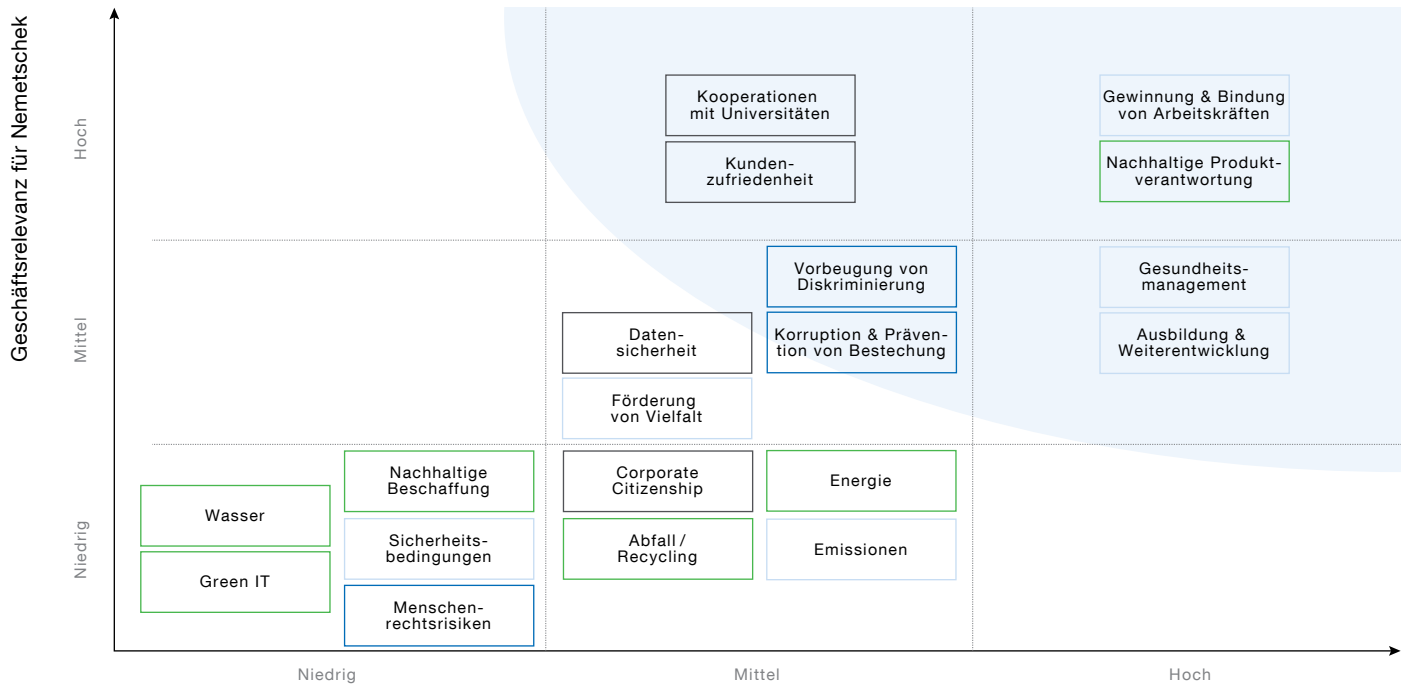 Geschäftsrelevanz für Nemetschek
Hoch
Mittel
Niedrig
Kooperationen
mit Universitäten
Kunden-
zufriedenheit
Gewinnung & Bindung
von Arbeitskräften
Nachhaltige Produkt-
verantwortung
Vorbeugung von
Diskriminierung
Korruption & Präven-
tion von Bestechung
Daten-
sicherheit
Förderung
von Vielfalt
Gesundheits-
management
Ausbildung &
Weiterentwicklung
Wasser
Green IT
Nachhaltige
Beschaffung
Sicherheits-
bedingungen
Menschen-
rechtsrisiken
Corporate
Citizenship
Abfall /
Recycling
Energie
Emissionen
Niedrig
Mittel
Hoch